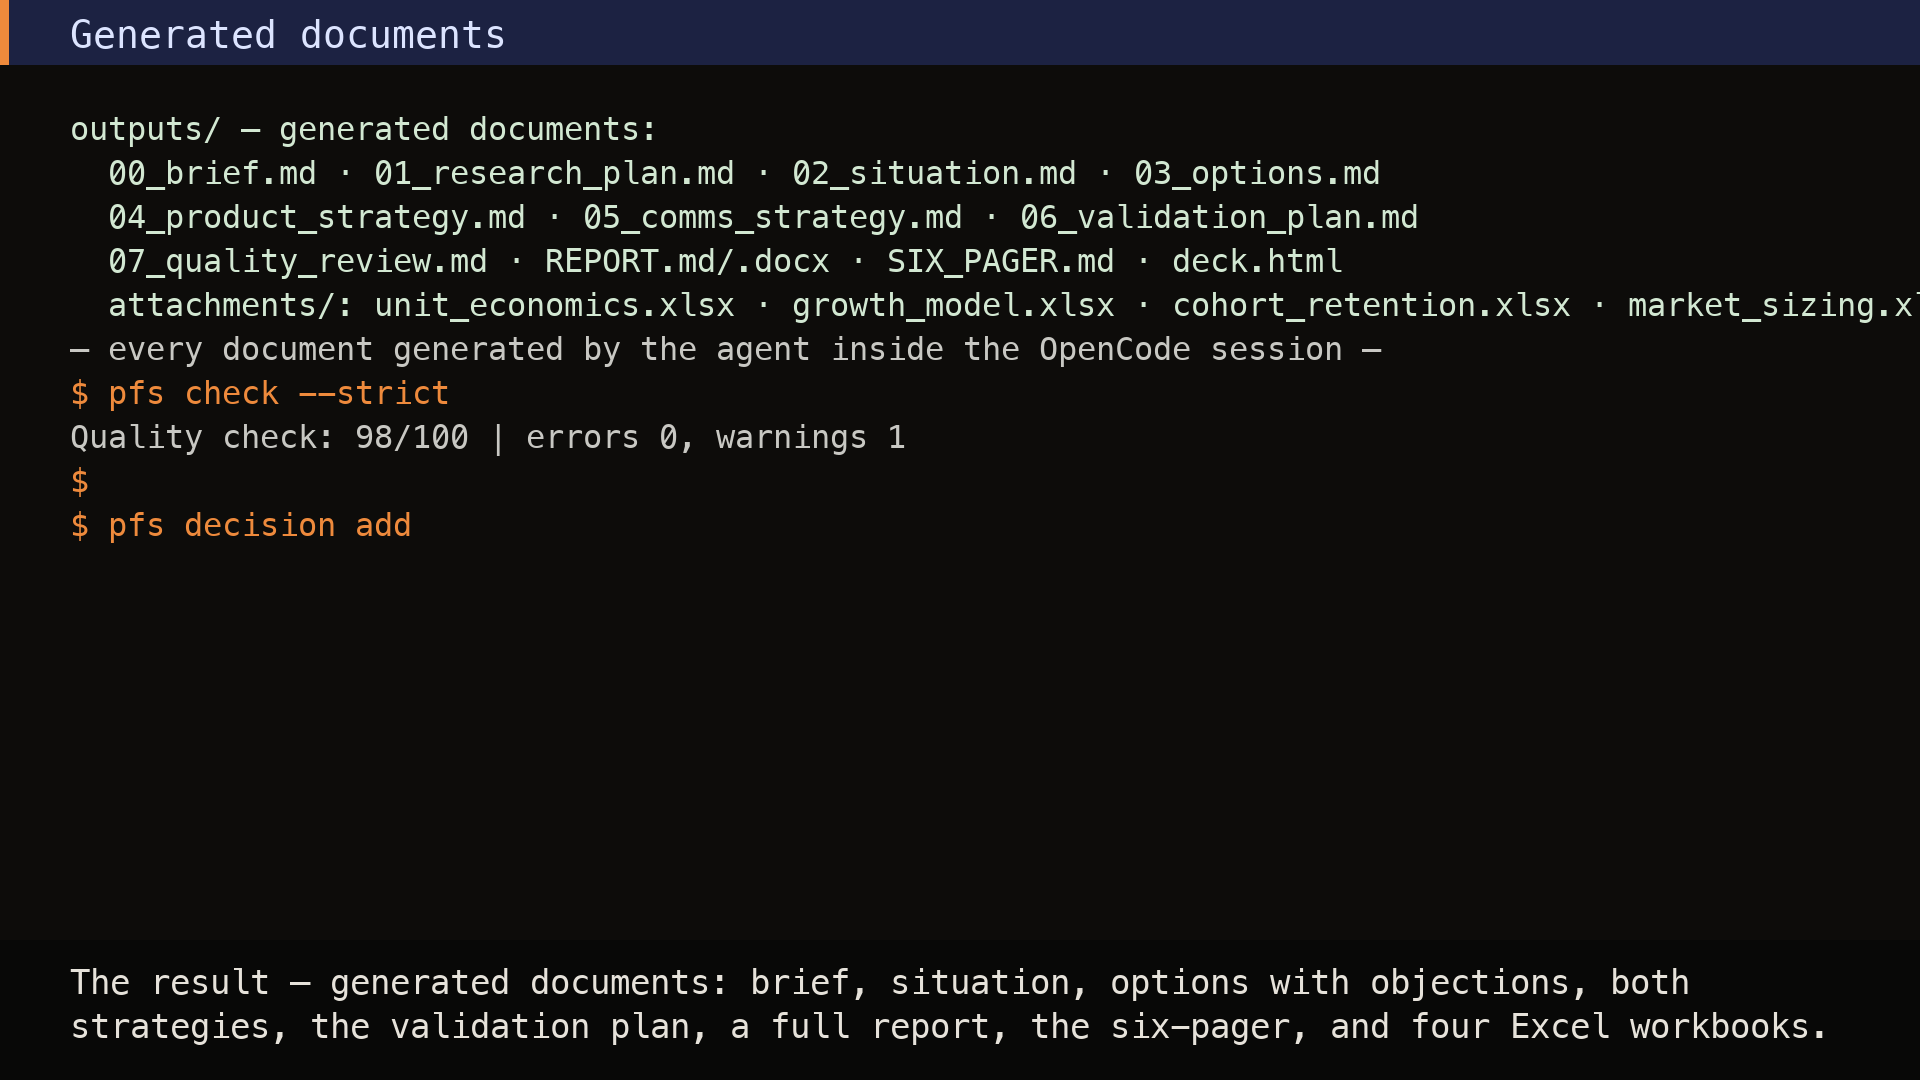 Generated documents
outputs/ — generated documents:
00_brief.md · 01_research_plan.md · 02_situation.md · 03_options.md
04_product_strategy.md · 05_comms_strategy.md · 06_validation_plan.md
07_quality_review.md · REPORT.md/.docx · SIX_PAGER.md · deck.html
attachments/: unit_economics.xlsx · growth_model.xlsx · cohort_retention.xlsx · market_sizing.xl
— every document generated by the agent inside the OpenCode session —
$ pfs check --strict
Quality check: 98/100 | errors 0, warnings 1
$
$ pfs decision add
The result — generated documents: brief, situation, options with objections, both
strategies, the validation plan, a full report, the six-pager, and four Excel workbooks.